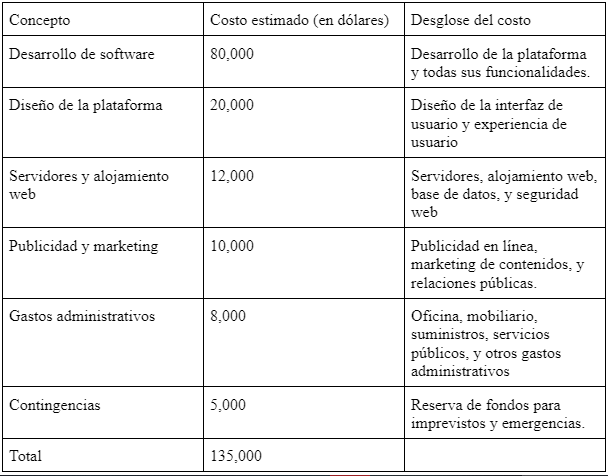 Concepto
Costo estimado (en dólares)
Desglose del costo
Desarrollo de software
80,000
Desarrollo de la plataforma
y todas sus funcionalidades.
Diseño de la plataforma
20,000
Diseño de la interfaz de
usuario y experiencia de
usuario
Servidores y alojamiento
web
12,000
Servidores, alojamiento web,
base de datos, y seguridad
web
Publicidad y marketing
10,000
Publicidad en línea,
marketing de contenidos, y
relaciones públicas.
Gastos administrativos
8,000
Oficina, mobiliario,
suministros, servicios
públicos, y otros gastos
administrativos
Contingencias
5,000
Reserva de fondos para
imprevistos y emergencias.
Total
135,000